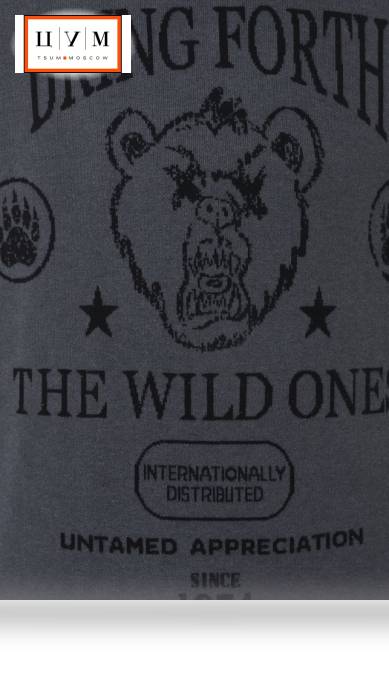 ЦУМ
TSUM MOSCOW
BRING FORTH
THE WILD ONES
INTERNATIONALLY
DISTRIBUTED
UNTAMED APPRECIATION
SINCE